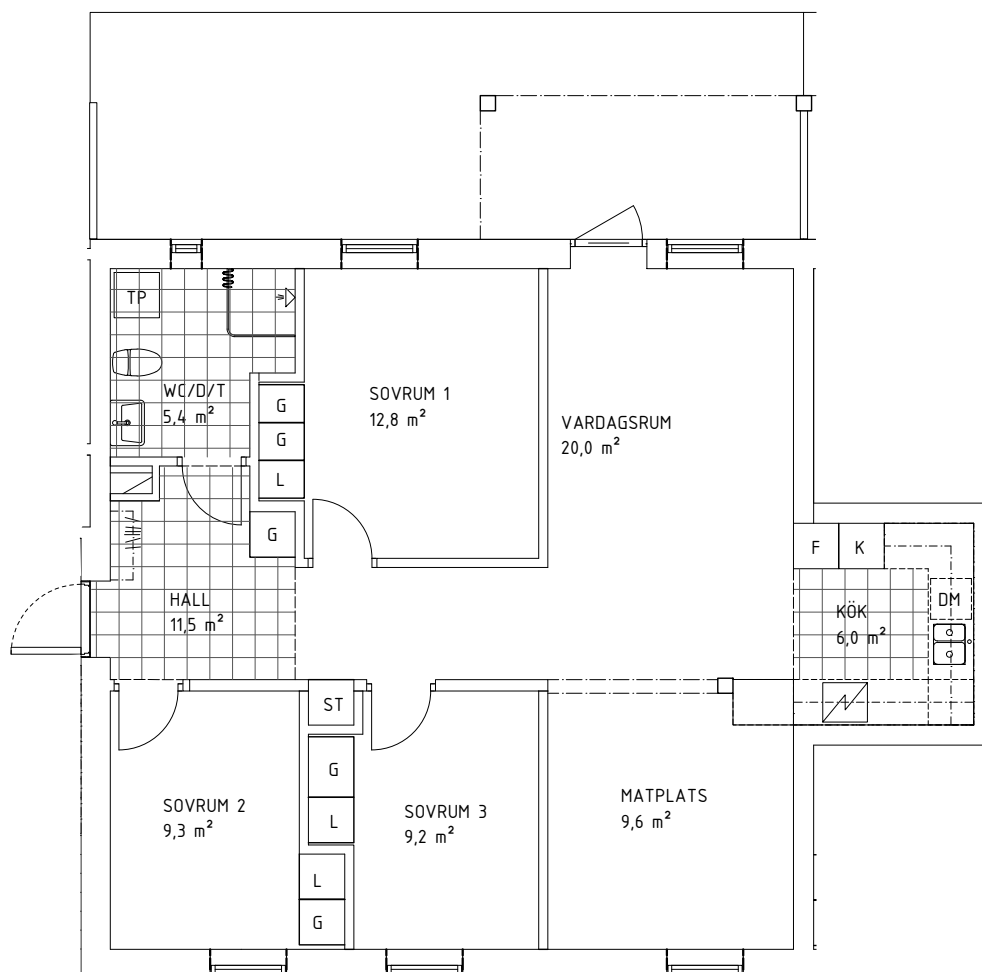 TP
WC/D/T
5,4 m²
G
G
L
SOVRUM 1
12,8 m²
VARDAGSRUM
20,0 m²
G
F
K
HALL
11,5 m²
KÖK
6,0 m²
DM
ST
SOVRUM 2
9,3 m²
G
L
L
G
SOVRUM 3
9,2 m²
MATPLATS
9,6 m²